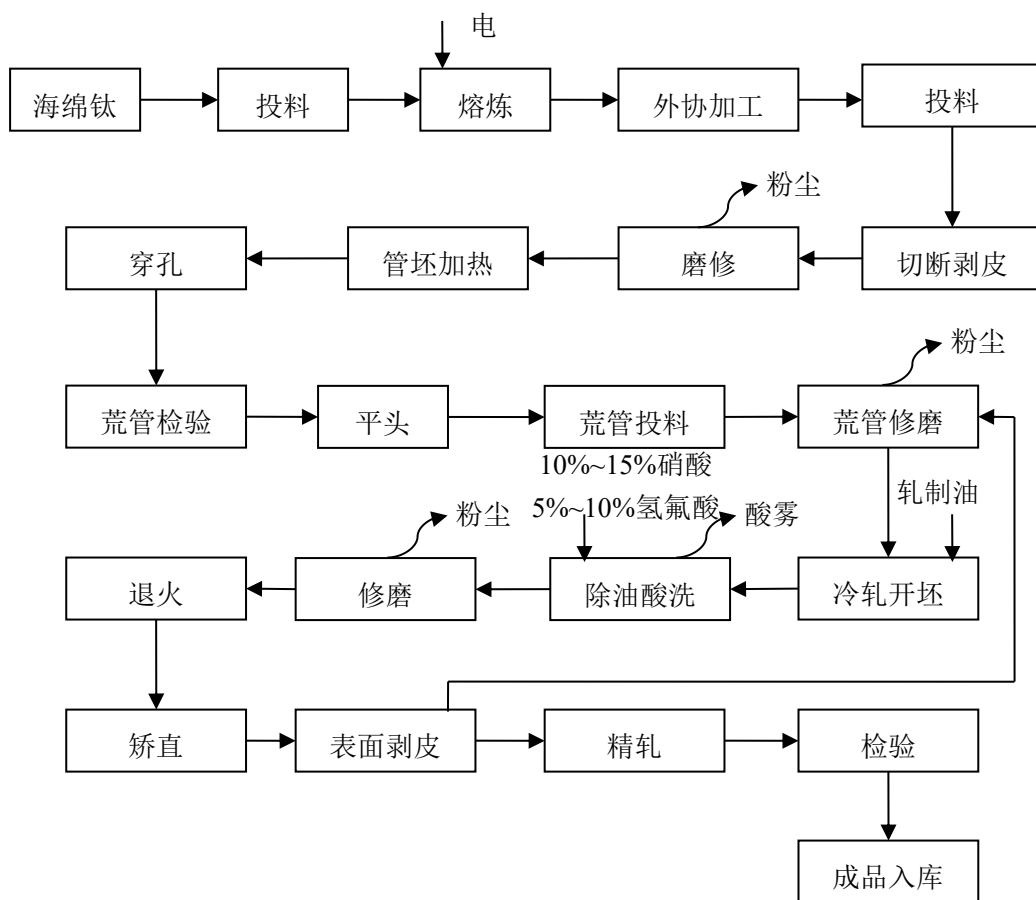 电
海绵钛
投料
熔炼
外协加工
投料
粉尘
穿孔
管坯加热
磨修
切断剥皮
粉尘
荒管检验
平头
荒管投料
荒管修磨
10%~15%硝酸
5%~10%氢氟酸
酸雾
粉尘
轧制油
退火
修磨
除油酸洗
冷轧开坯
矫直
表面剥皮
精轧
检验
成品入库